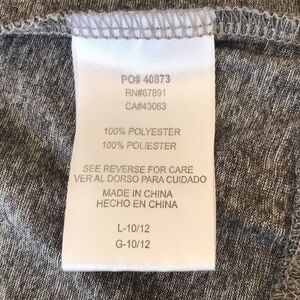 PO# 40873
RN#67891
CA#43063
100% POLYESTER
100% POLIESTER
SEE REVERSE FOR CARE
VER AL DORSO PARA CUIDADO
MADE IN CHINA
HECHO EN CHINA
L-10/12
G-10/12